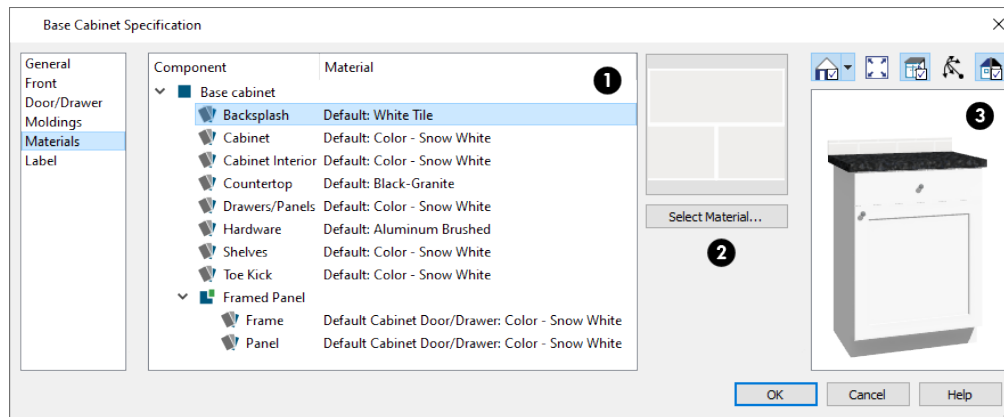 Base Cabinet Specification
General
Front
Door/Drawer
Moldings
Materials
Label
Component Material
1
Base cabinet
Backsplash Default: White Tile
Cabinet Default: Color - Snow White
Cabinet Interior Default: Color - Snow White
Countertop Default: Black-Granite
Drawers/Panels Default: Color - Snow White
Hardware Default: Aluminum Brushed
Shelves Default: Color - Snow White
Toe Kick Default: Color - Snow White
Framed Panel
Frame Default Cabinet Door/Drawer: Color - Snow White
Panel Default Cabinet Door/Drawer: Color - Snow White
Select Material...
2
3
OK Cancel Help